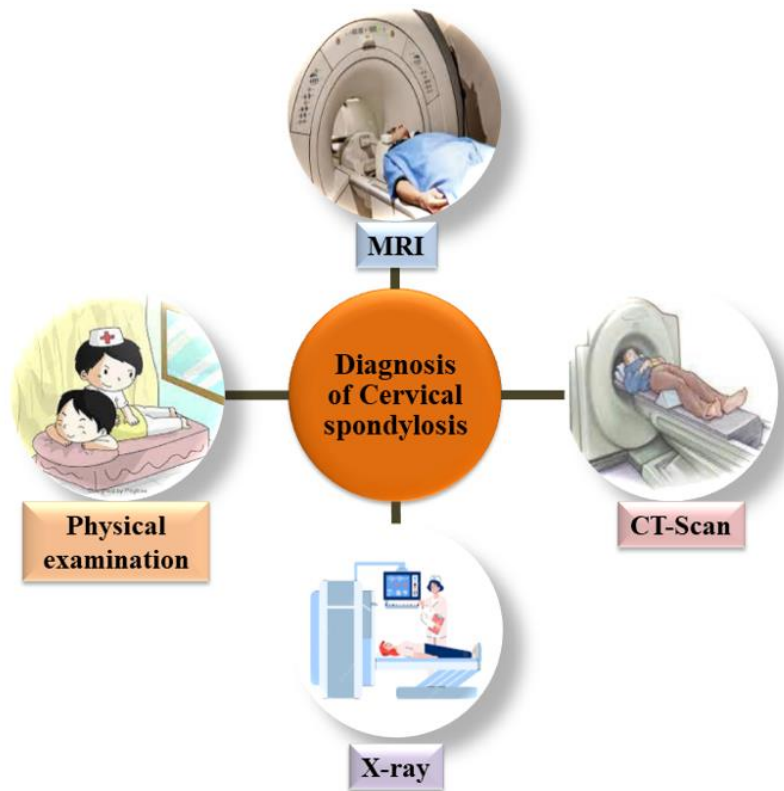 MRI
Diagnosis
of Cervical
spondylosis
Physical
examination
CT-Scan
X-ray